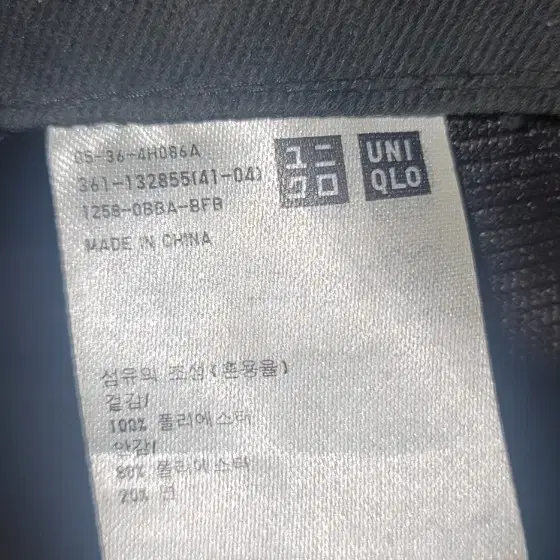 05-36-4H086A
361-132855(41-04)
1258-0BBA-BFB
MADE IN CHINA
ユニ
クロ
UNI
QLO
섬유의 조성(혼용율)
겉감/
100% 폴리에스터
안감/
80% 폴리에스터
20% 면